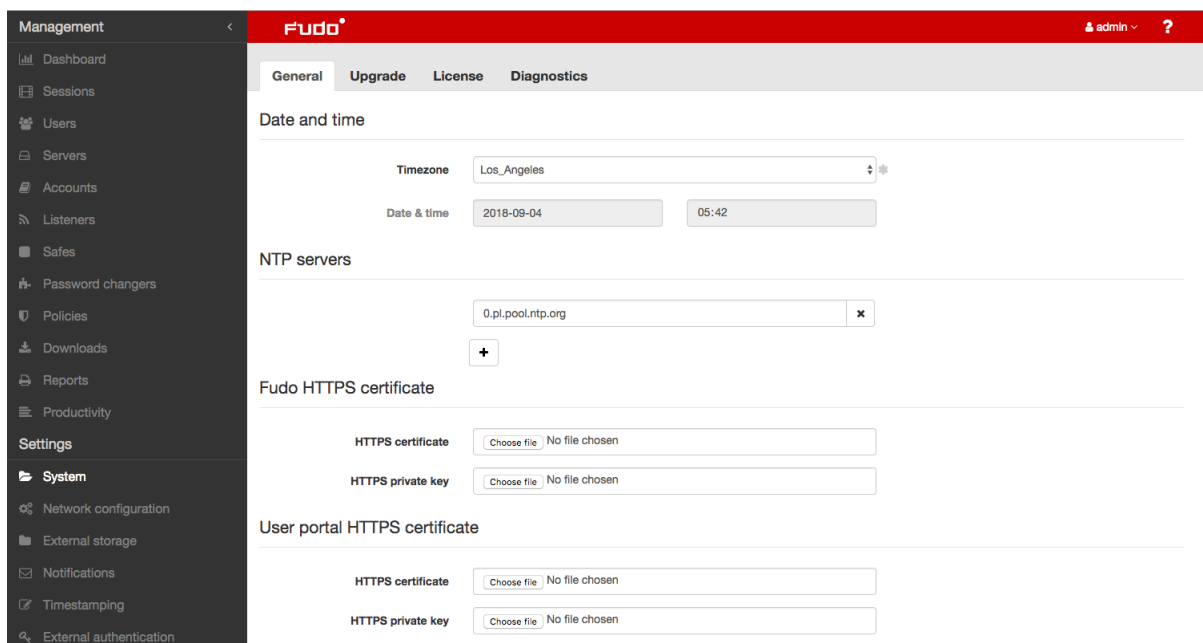 Management
Fudo
admin
?
Dashboard
Sessions
Users
Servers
Accounts
Listeners
Safes
Password changers
Policies
Downloads
Reports
Productivity
Settings
System
Network configuration
External storage
Notifications
Timestamping
External authentication
General Upgrade License Diagnostics
Date and time
Timezone Los_Angeles
Date & time 2018-09-04 05:42
NTP servers
0.pl.pool.ntp.org
Fudo HTTPS certificate
HTTPS certificate Choose file No file chosen
HTTPS private key Choose file No file chosen
User portal HTTPS certificate
HTTPS certificate Choose file No file chosen
HTTPS private key Choose file No file chosen